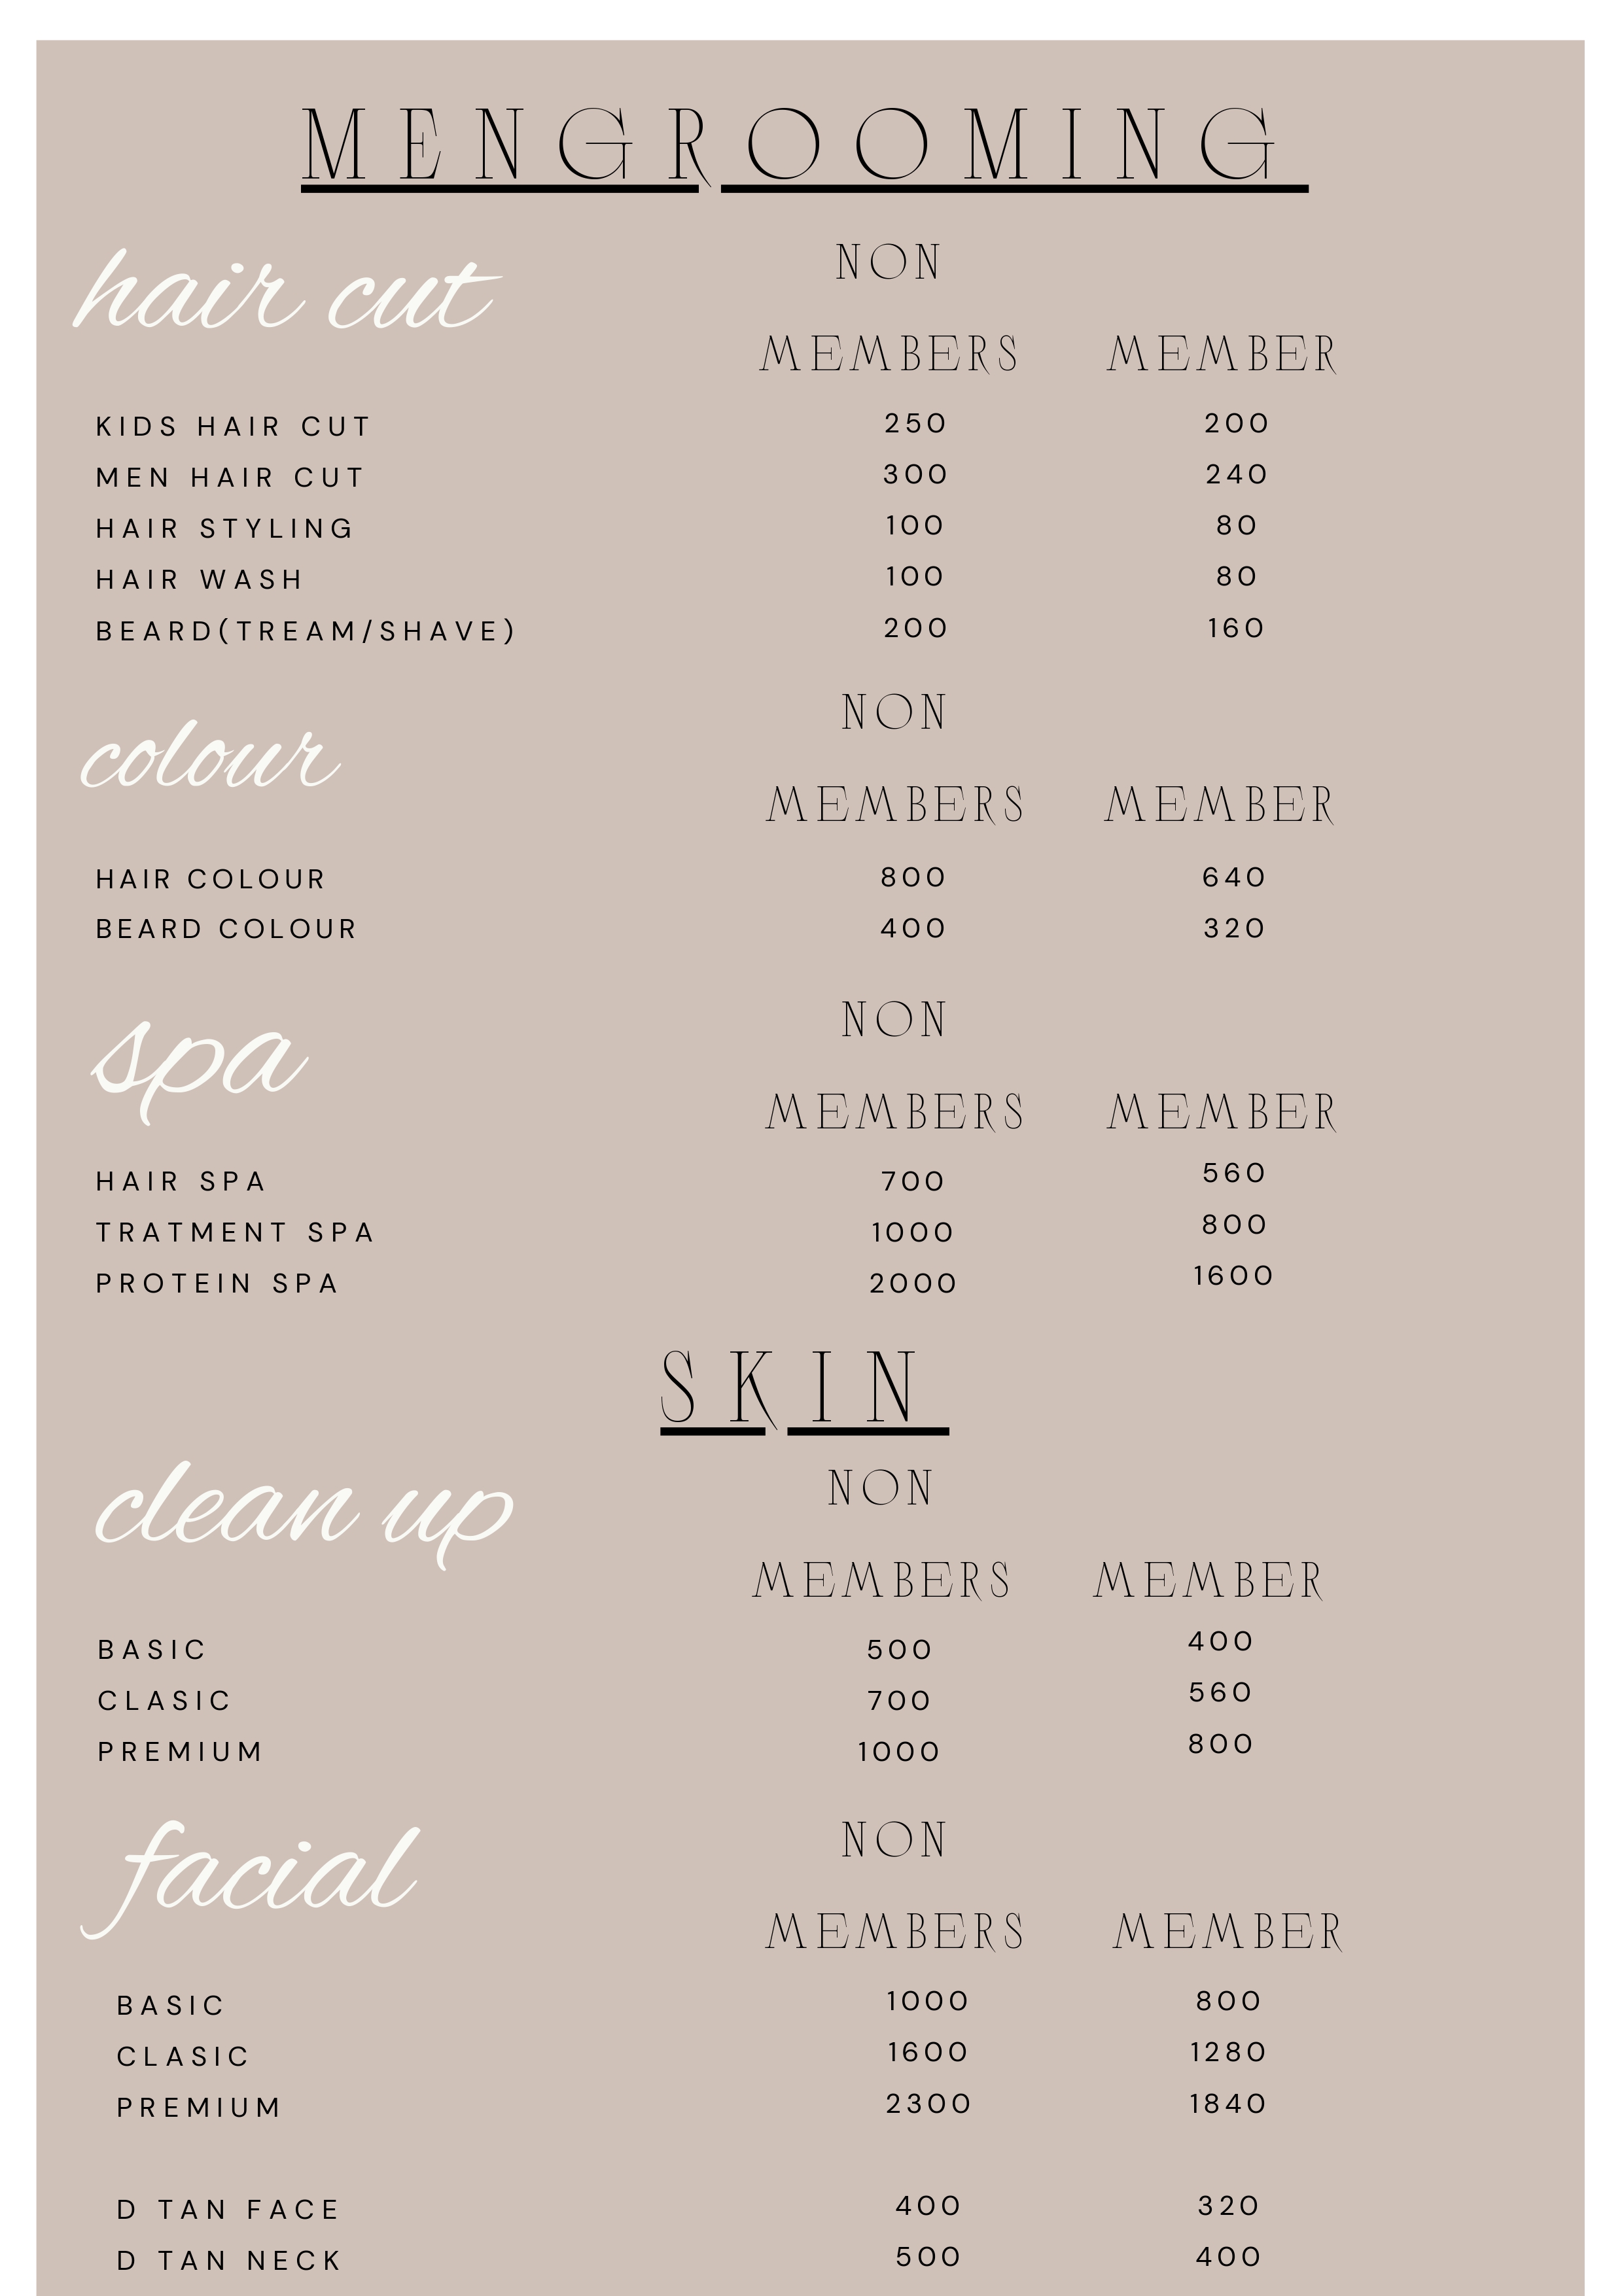 MENGROOMING
hair cut
NON
MEMBERS MEMBER
KIDS HAIR CUT 250 200
MEN HAIR CUT 300 240
HAIR STYLING 100 80
HAIR WASH 100 80
BEARD(TREAM/SHAVE) 200 160
colour
NON
MEMBERS MEMBER
HAIR COLOUR 800 640
BEARD COLOUR 400 320
spa
NON
MEMBERS MEMBER
HAIR SPA 700 560
TRATMENT SPA 1000 800
PROTEIN SPA 2000 1600
SKIN
clean up
NON
MEMBERS MEMBER
BASIC 500 400
CLASIC 700 560
PREMIUM 1000 800
facial
NON
MEMBERS MEMBER
BASIC 1000 800
CLASIC 1600 1280
PREMIUM 2300 1840
D TAN FACE 400 320
D TAN NECK 500 400